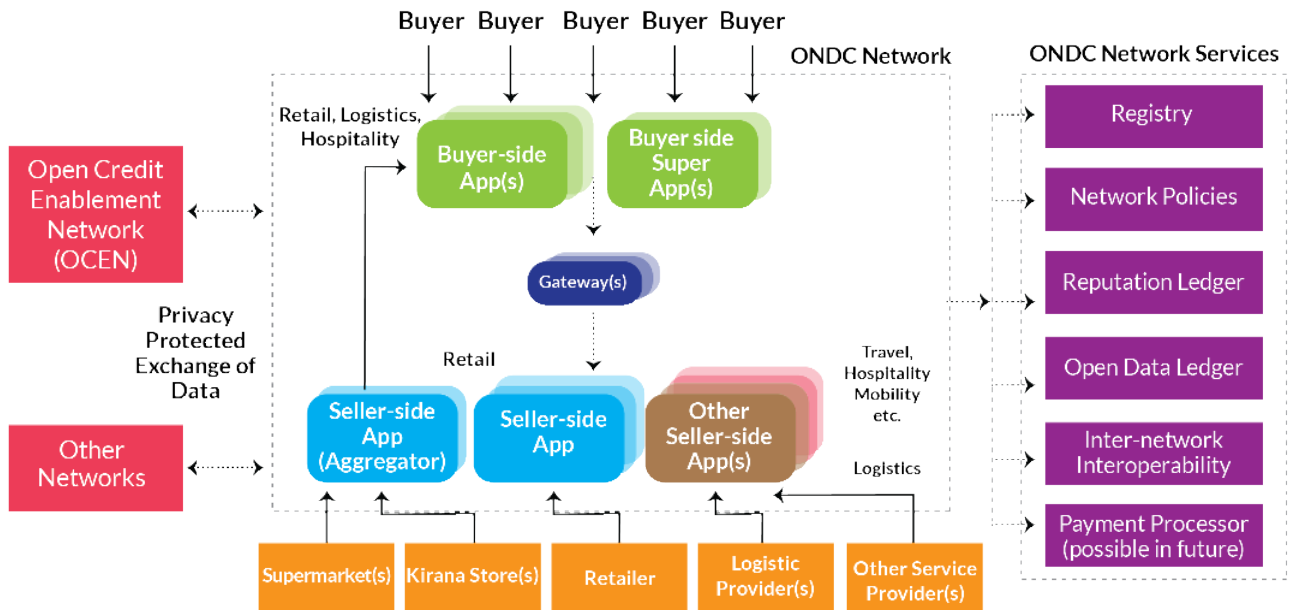 Buyer Buyer Buyer Buyer Buyer
ONDC Network
ONDC Network Services
Retail, Logistics,
Hospitality
Buyer-side
App(s)
Buyer side
Super
App(s)
Open Credit
Enablement
Network
(OCEN)
Gateway(s)
Privacy
Protected
Exchange of
Data
Retail
Travel,
Hospltality
Mobility
etc.
Seller-side
App
(Aggregator)
Seller-side
App
Other
Seller-side
App(s)
Other
Networks
Logistics
Supermarket(s)
Kirana Store(s)
Retailer
Logistic
Provider(s)
Other Service
Provider(s)
Registry
Network Policies
Reputation Ledger
Open Data Ledger
Inter-network
Interoperability
Payment Processor
(possible in future)